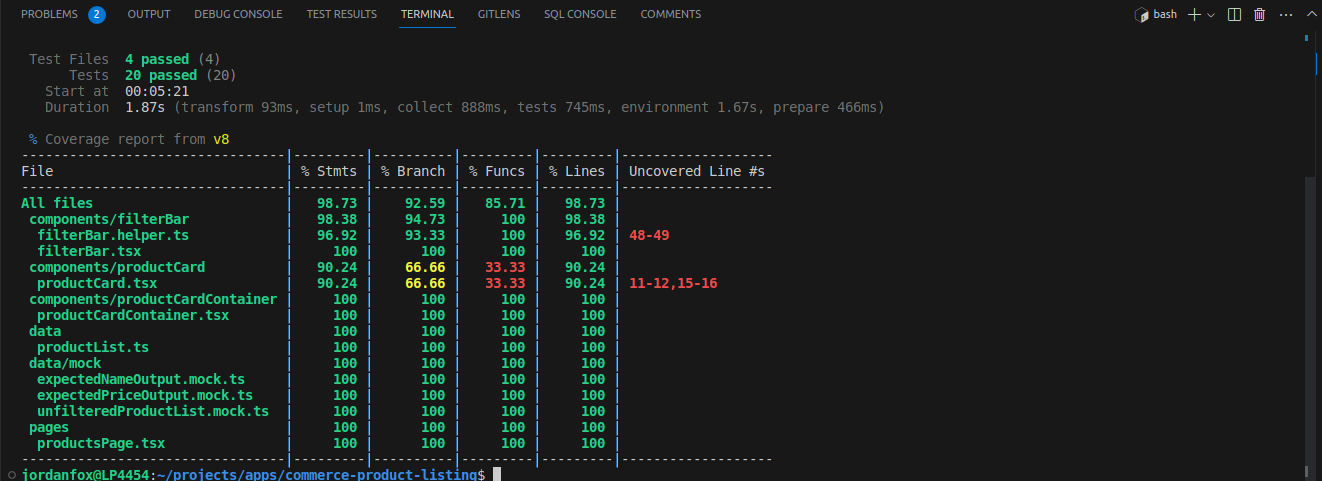 PROBLEMS 2 OUTPUT DEBUG CONSOLE TEST RESULTS TERMINAL GITLENS SQL CONSOLE COMMENTS bash
Test Files 4 passed (4)
Tests 20 passed (20)
Start at 00:05:21
Duration 1.87s (transform 93ms, setup 1ms, collect 888ms, tests 745ms, environment 1.67s, prepare 466ms)
% Coverage report from v8
-------------------------------|---------|----------|---------|---------|-------------------
File | % Stmts | % Branch | % Funcs | % Lines | Uncovered Line #s
-------------------------------|---------|----------|---------|---------|-------------------
All files | 98.73 | 92.59 | 85.71 | 98.73 |
components/filterBar | 98.38 | 94.73 | 100 | 98.38 |
filterBar.helper.ts | 96.92 | 93.33 | 100 | 96.92 | 48-49
filterBar.tsx | 100 | 100 | 100 | 100 |
components/productCard | 90.24 | 66.66 | 33.33 | 90.24 |
productCard.tsx | 90.24 | 66.66 | 33.33 | 90.24 | 11-12,15-16
components/productCardContainer | 100 | 100 | 100 | 100 |
productCardContainer.tsx | 100 | 100 | 100 | 100 |
data | 100 | 100 | 100 | 100 |
productList.ts | 100 | 100 | 100 | 100 |
data/mock | 100 | 100 | 100 | 100 |
expectedNameOutput.mock.ts | 100 | 100 | 100 | 100 |
expectedPriceOutput.mock.ts | 100 | 100 | 100 | 100 |
unfilteredProductList.mock.ts | 100 | 100 | 100 | 100 |
pages | 100 | 100 | 100 | 100 |
productsPage.tsx | 100 | 100 | 100 | 100 |
-------------------------------|---------|----------|---------|---------|-------------------
jordanfox@LP4454:~/projects/apps/commerce-product-listing$